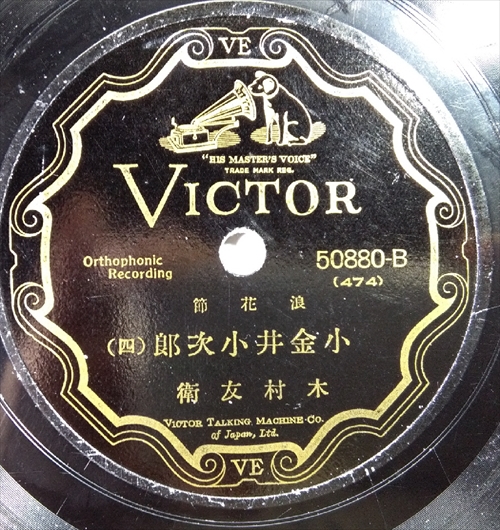 VE
"HIS MASTER'S VOICE"
TRADE MARK REG.
VICTOR
Orthophonic
Recording
50880-B
(474)
浪花節
小金井小次郎(四)
木村友衛
VICTOR TALKING MACHINE CO.
of Japan, Ltd.
VE